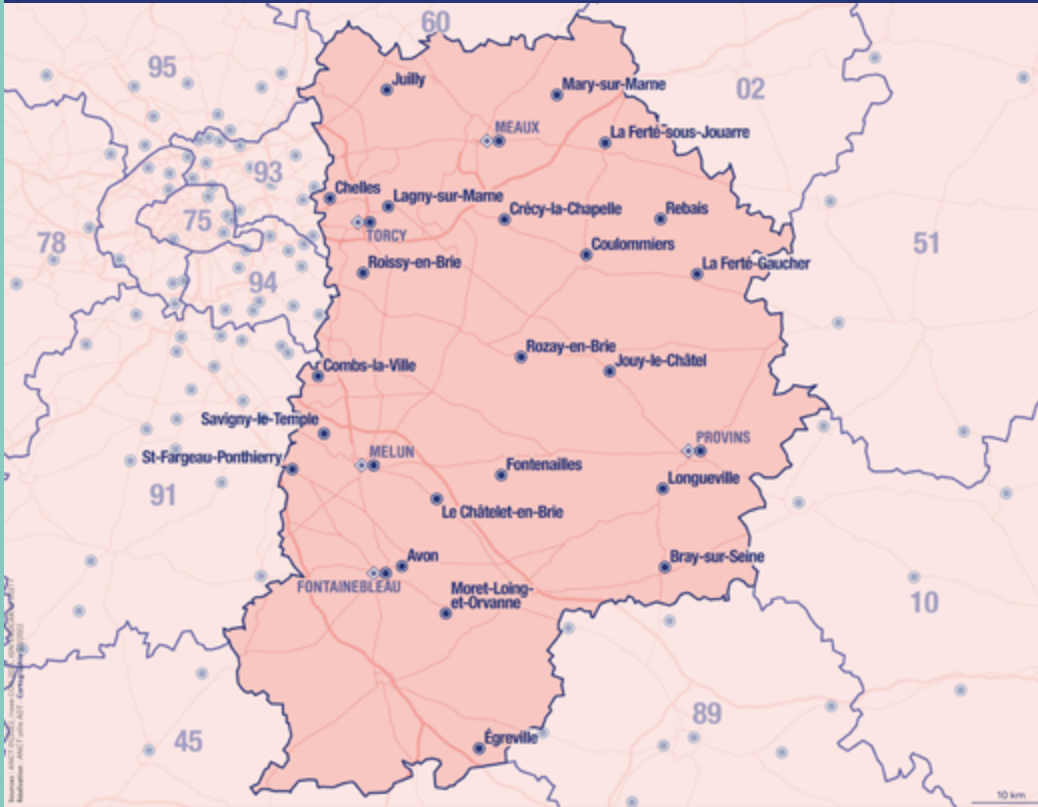 60
95
Juilly
Mary-sur-Marne
02
MEAUX
La Ferté-sous-Jouarre
93
Chelles
Lagny-sur-Marne
Crécy-la-Chapelle
Rebais
75
TORCY
78
Coulommiers
51
Roissy-en-Brie
La Ferté-Gaucher
94
Rozay-en-Brie
Jouy-le-Châtel
Combs-la-Ville
Savigny-le-Temple
PROVINS
MELUN
St-Fargeau-Ponthierry
Fontenailles
Longueville
91
Le Châtelet-en-Brie
Avon
Bray-sur-Seine
FONTAINEBLEAU
Moret-Loing-
et-Orvanne
10
89
45
Égreville
10 km